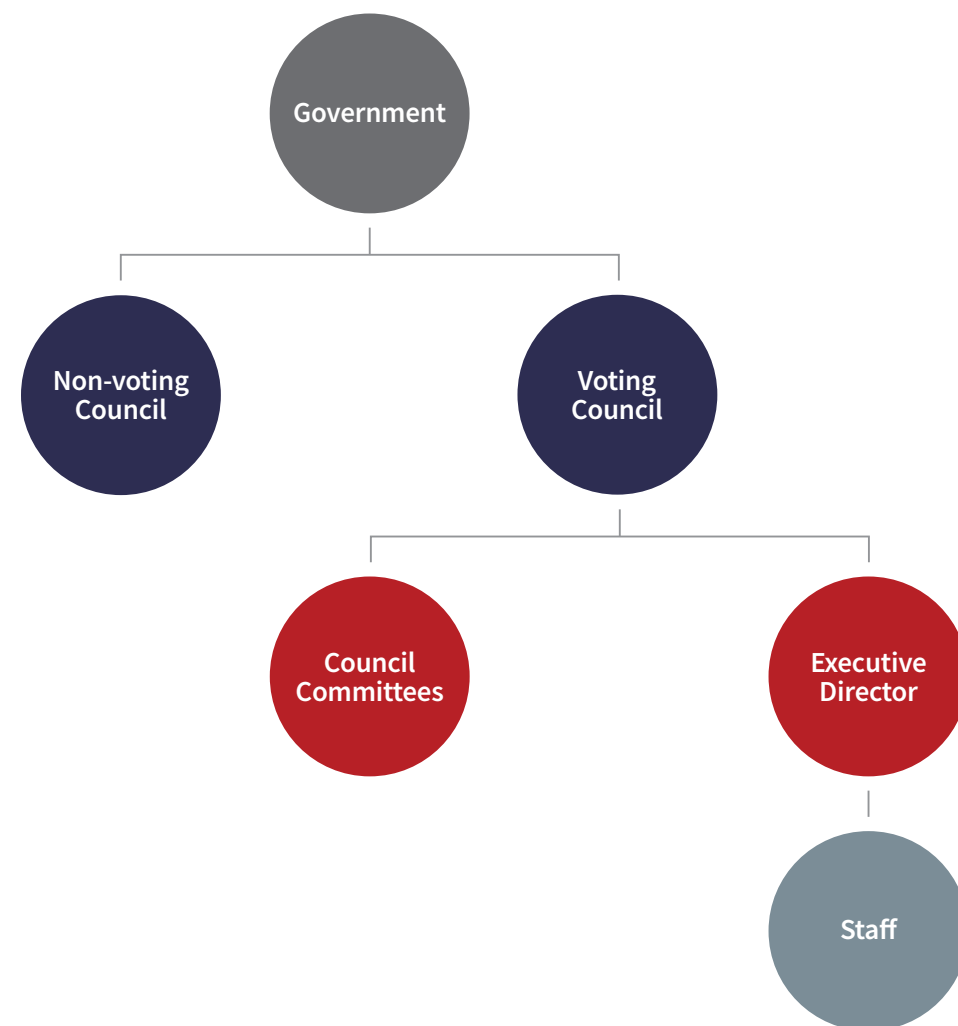 Government
Non-voting
Council
Voting
Council
Council
Committees
Executive
Director
Staff